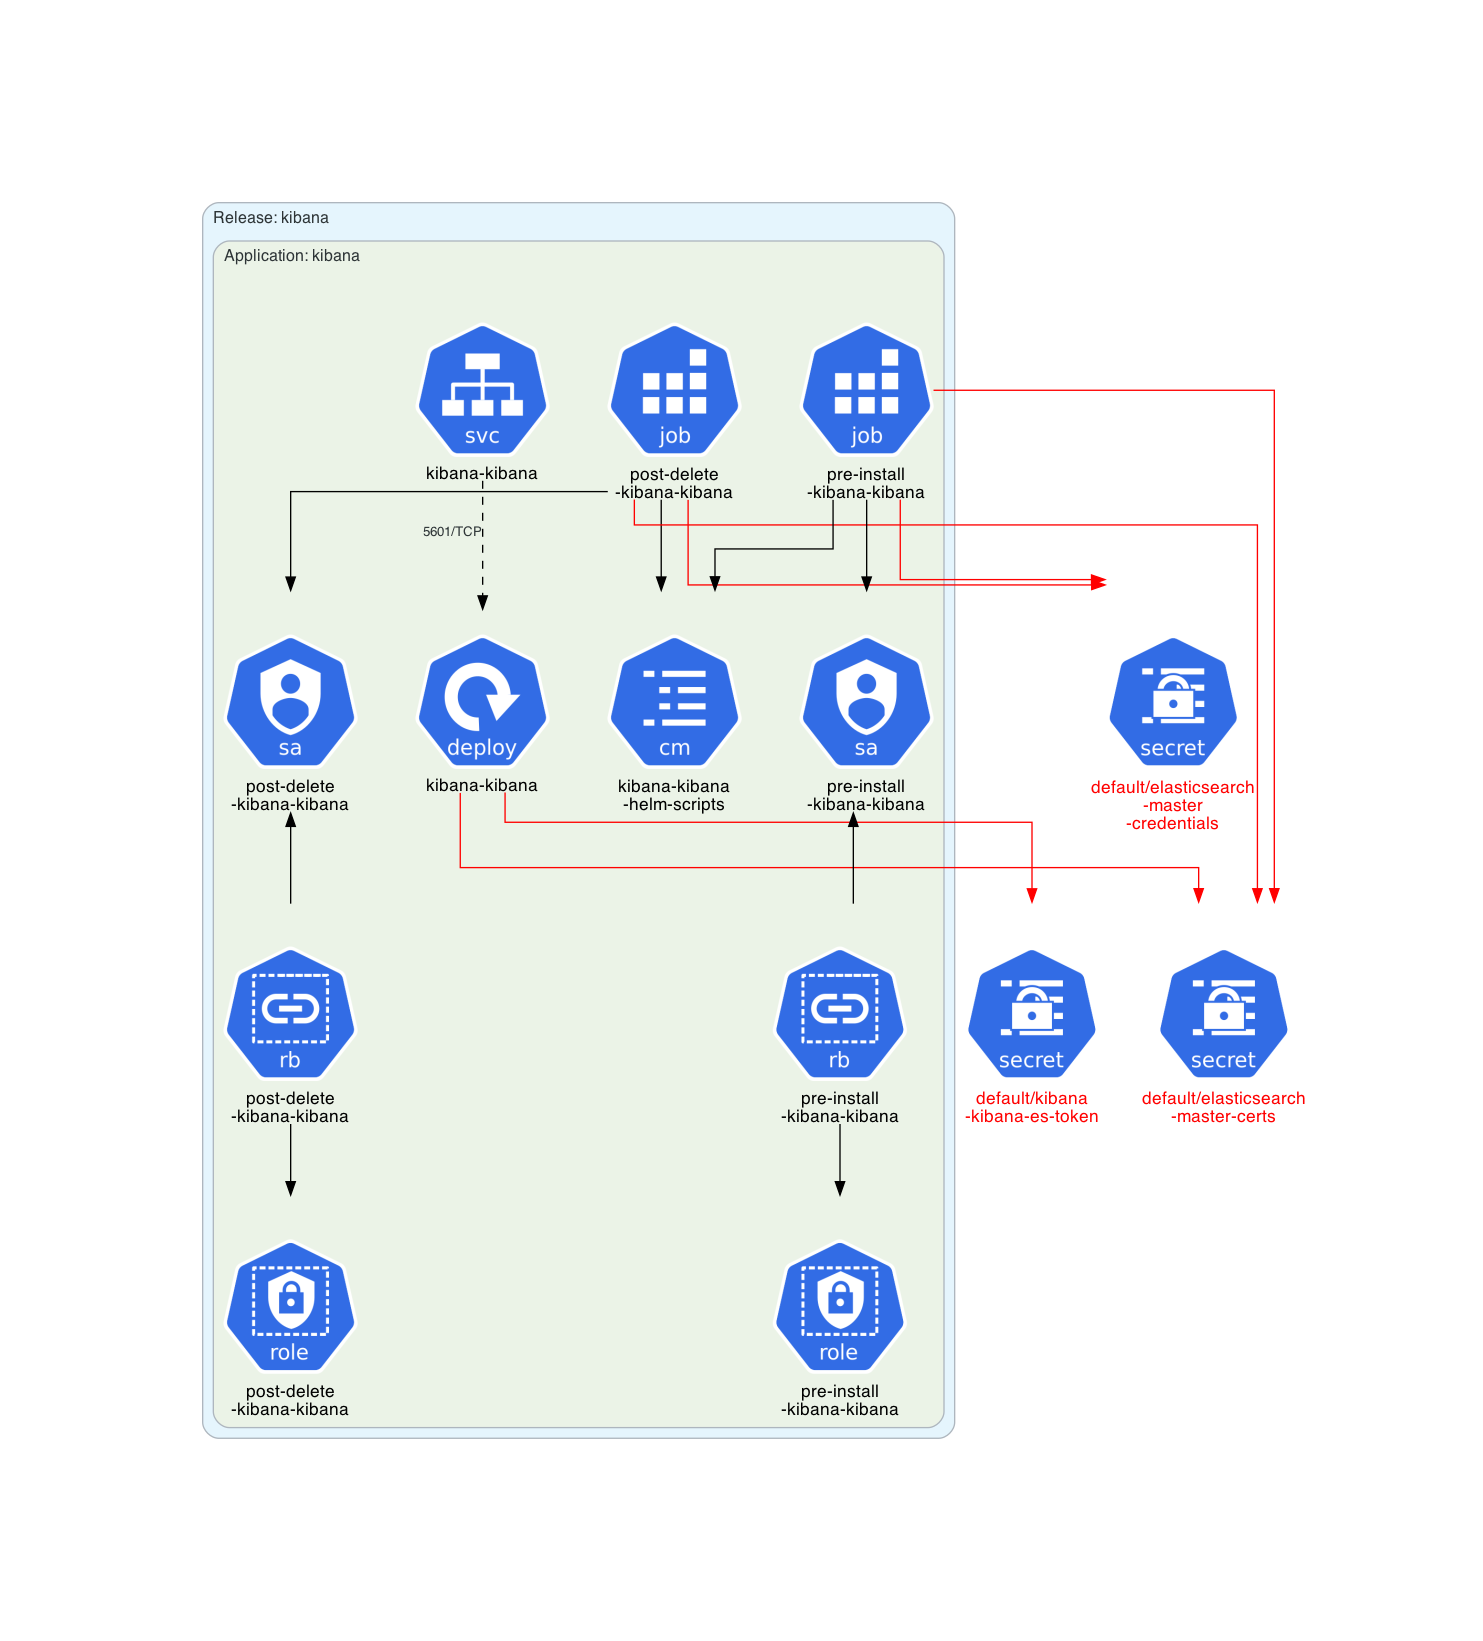 Release: kibana
Application: kibana
svc
job
job
kibana-kibana
post-delete
-kibana-kibana
pre-install
-kibana-kibana
5601/TCP
sa
deploy
cm
sa
secret
post-delete
-kibana-kibana
kibana-kibana
kibana-kibana
-helm-scripts
pre-install
-kibana-kibana
default/elasticsearch
-master
-credentials
rb
rb
secret
secret
post-delete
-kibana-kibana
pre-install
-kibana-kibana
default/kibana
-kibana-es-token
default/elasticsearch
-master-certs
role
role
post-delete
-kibana-kibana
pre-install
-kibana-kibana